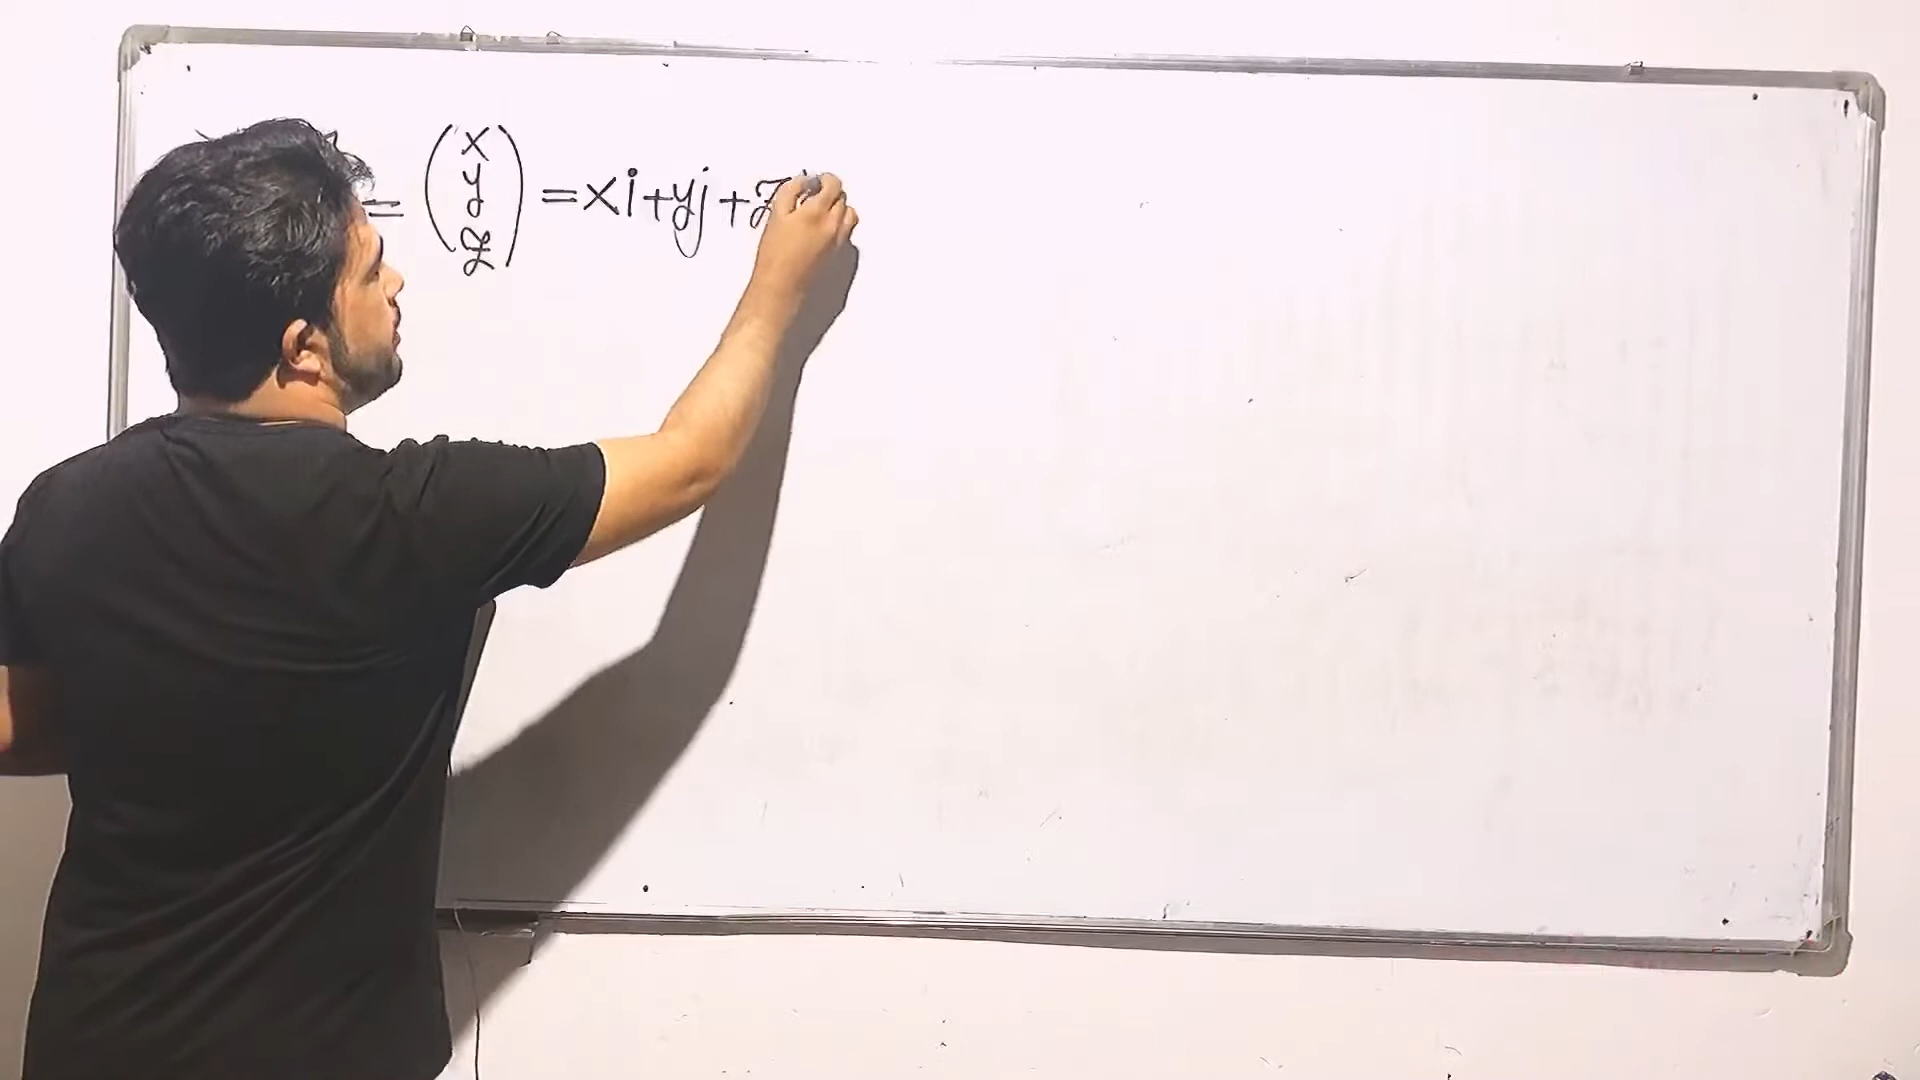 = (x y z) = xi + yj + z